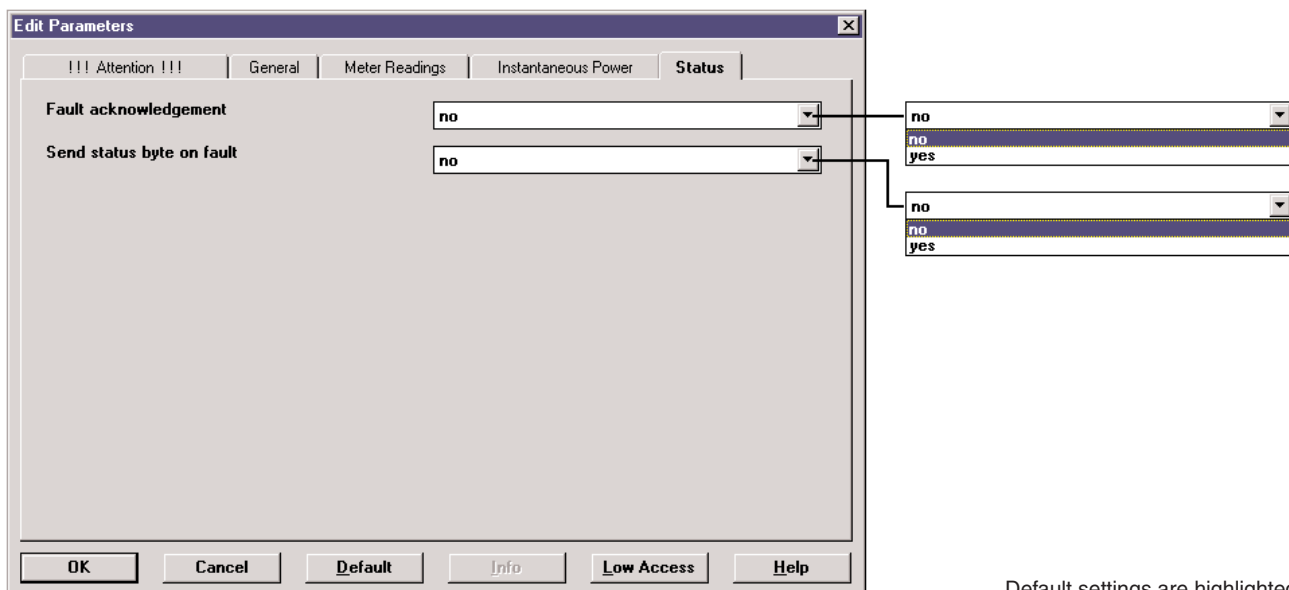 Edit Parameters
!!! Attention !!! General Meter Readings Instantaneous Power Status
Fault acknowledgement no
Send status byte on fault no
no
no
yes
no
no
yes
OK Cancel Default Info Low Access Help
Default settings are highlighted